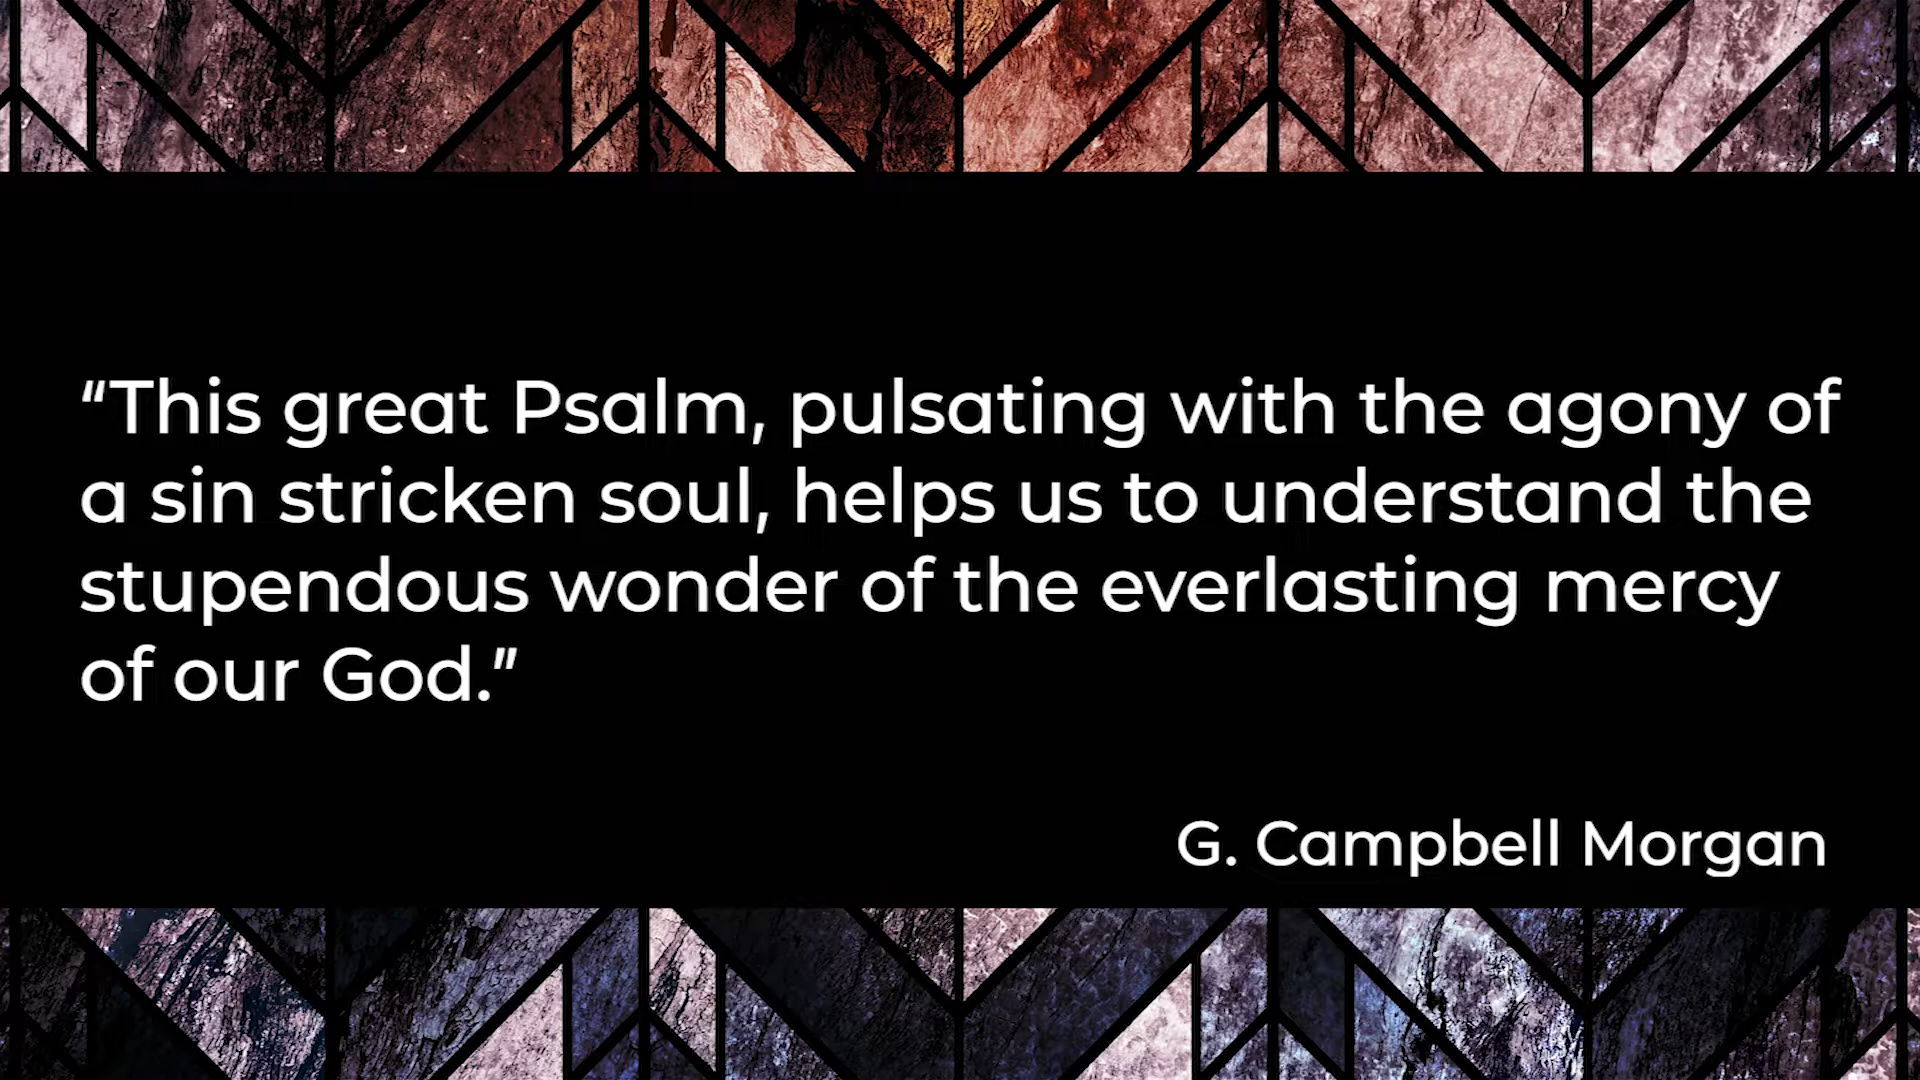 “This great Psalm, pulsating with the agony of
a sin stricken soul, helps us to understand the
stupendous wonder of the everlasting mercy
of our God.”
G. Campbell Morgan